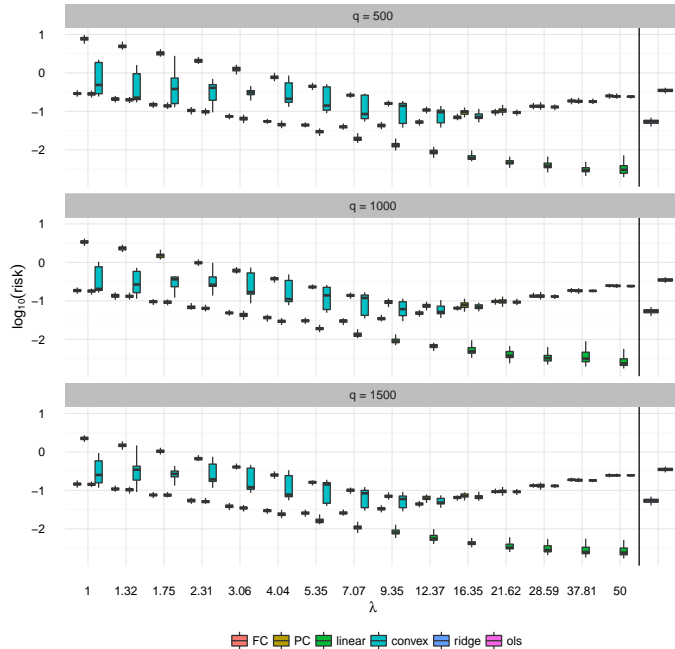 q = 500
1
0
−1
−2
q = 1000
1
0
−1
−2
q = 1500
1
0
−1
−2
log₁₀(risk)
1 1.32 1.75 2.31 3.06 4.04 5.35 7.07 9.35 12.37 16.35 21.62 28.59 37.81 50
λ
FC PC linear convex ridge ols